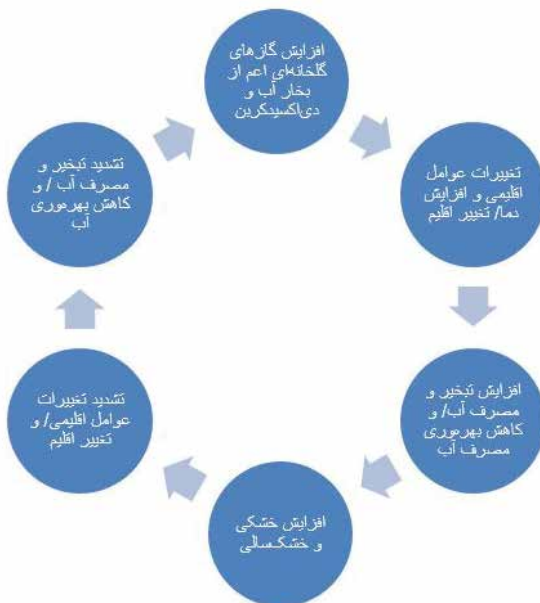 افزایش گازهای
گلخانه‌ای اعم از
بخار آب و
دی‌اکسیدکربن
تغییرات عوامل
اقلیمی و افزایش
دما/ تغییر اقلیم
افزایش تبخیر و
مصرف آب/ و
کاهش بهره‌وری
مصرف آب
افزایش خشکی
و خشک‌سالی
تشدید تغییرات
عوامل اقلیمی/ و
تغییر اقلیم
تشدید تبخیر و
مصرف آب / و
کاهش بهره‌وری
آب